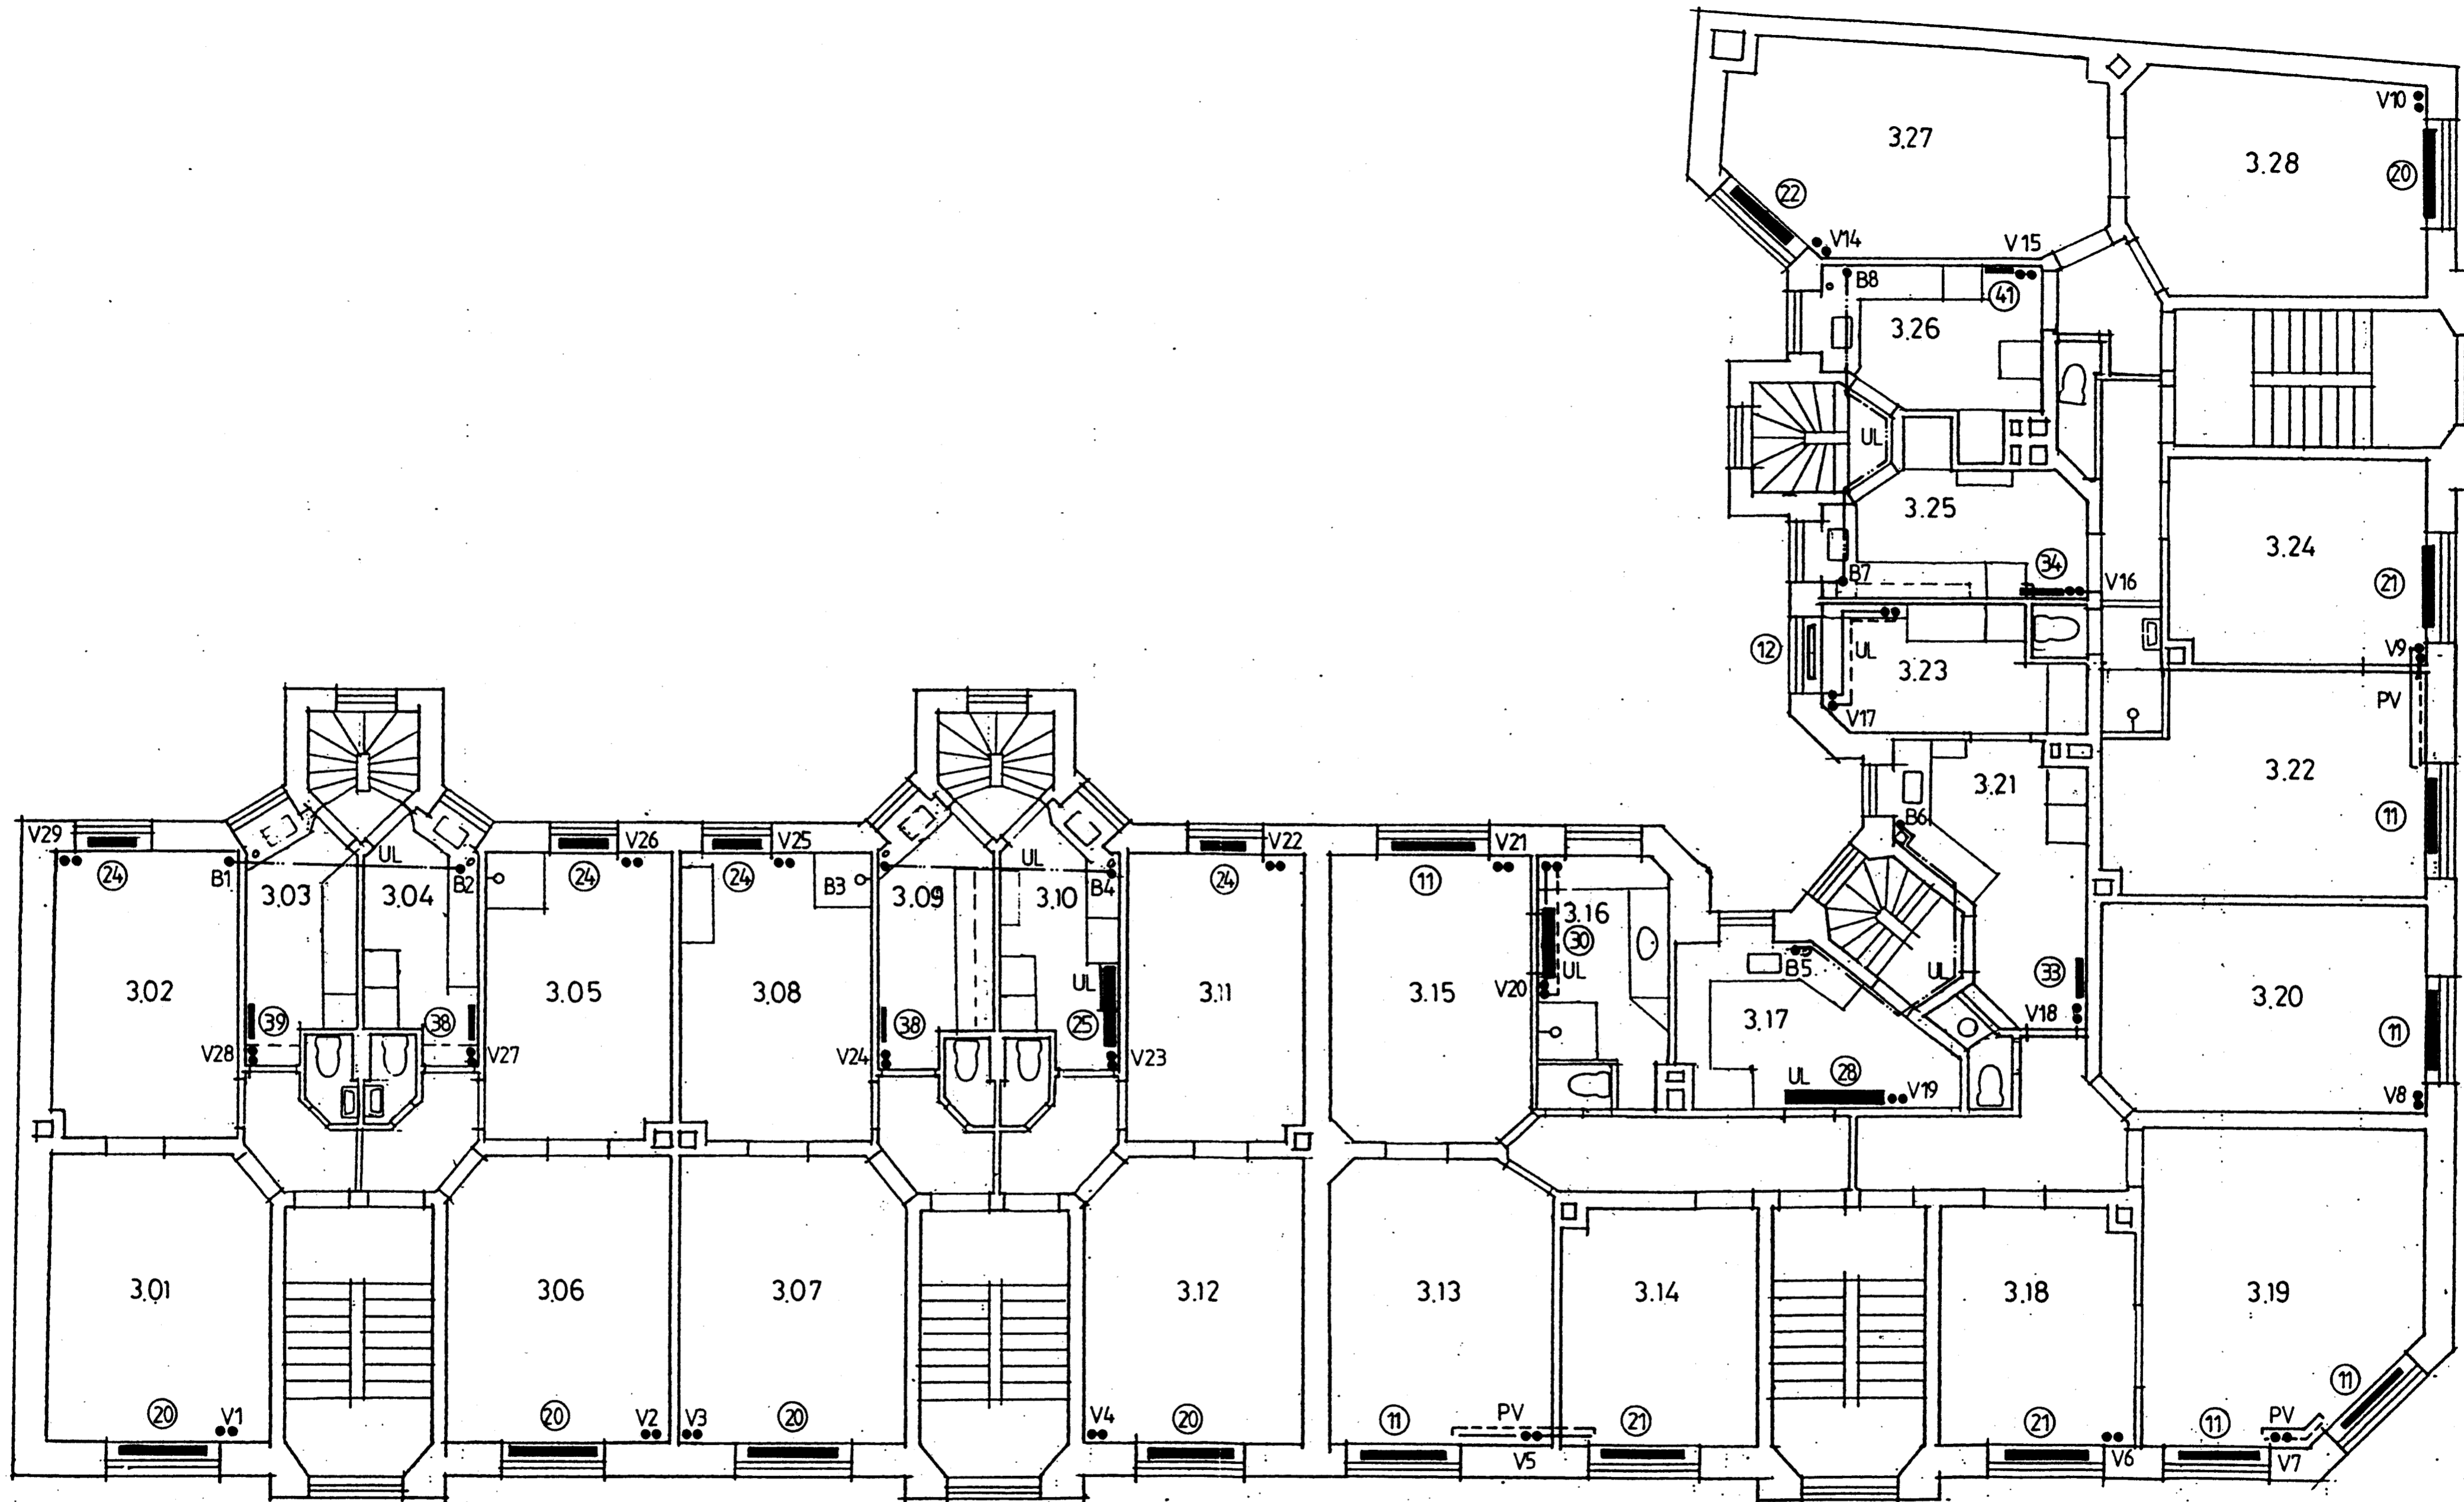 V10
3.27
3.28
20
22
V14
V15
B8
41
3.26
UL
3.25
3.24
34
B7
V16
21
12
UL
V9
3.23
PV
V17
3.21
3.22
B6
11
V29
V26
V25
V22
V21
24
B1
UL
B2
24
24
B3
UL
B4
24
11
3.03
3.04
3.09
3.10
3.16
30
3.02
3.05
3.08
UL
3.11
3.15
V20
UL
B5
UL
33
3.20
39
38
38
25
3.17
V18
11
V28
V27
V24
V23
UL
28
V19
V8
3.01
3.06
3.07
3.12
3.13
3.14
3.18
3.19
11
20
V1
20
V2
V3
20
V4
20
11
PV
21
21
11
PV
V5
V6
V7